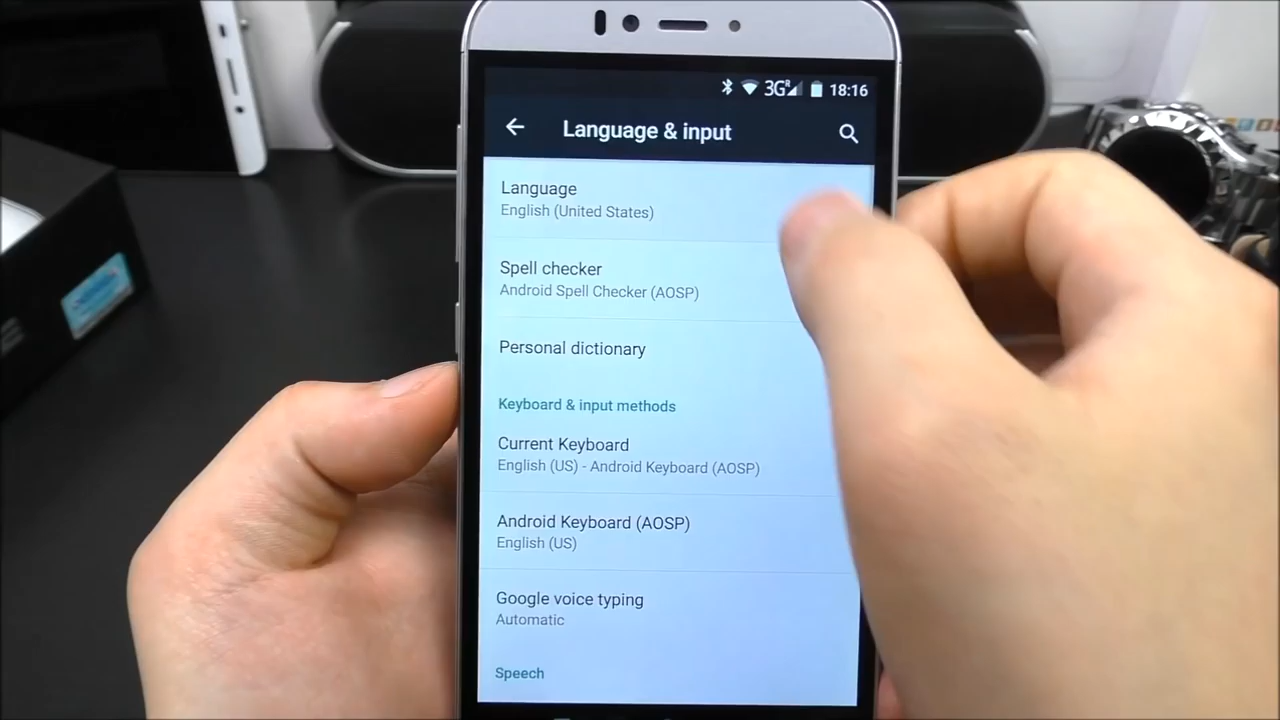 3G R 18:16
Language & input
Language
English (United States)
Spell checker
Android Spell Checker (AOSP)
Personal dictionary
Keyboard & input methods
Current Keyboard
English (US) - Android Keyboard (AOSP)
Android Keyboard (AOSP)
English (US)
Google voice typing
Automatic
Speech